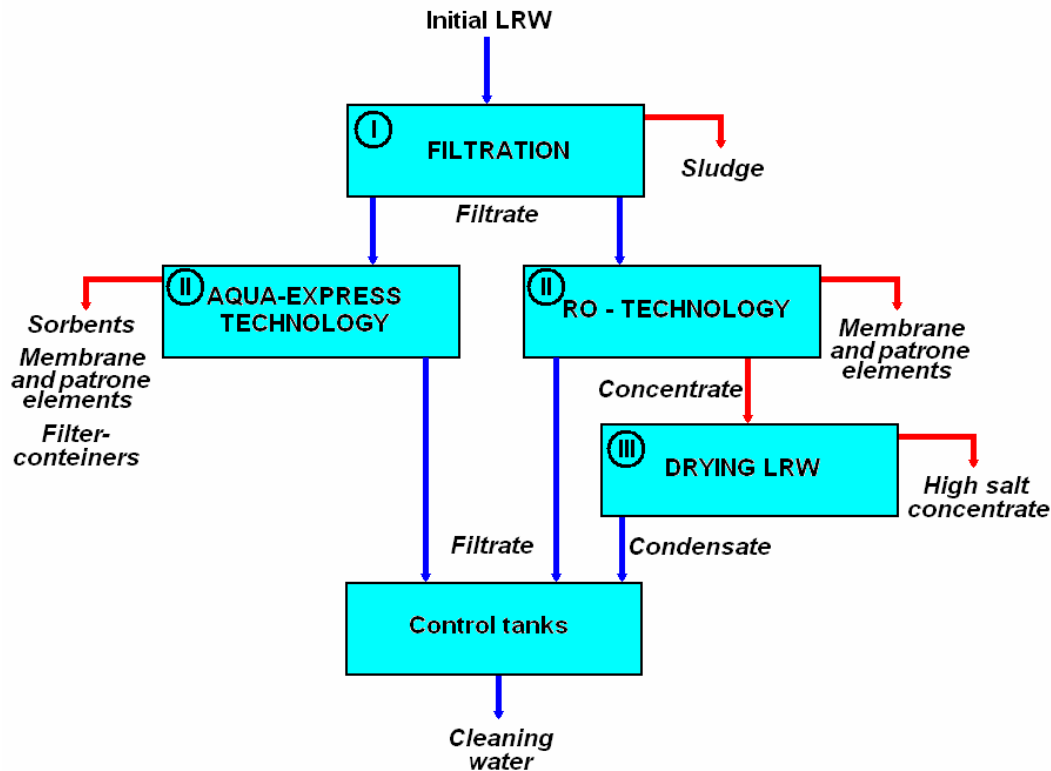 Initial LRW
I
FILTRATION
Sludge
Filtrate
II
AQUA-EXPRESS
TECHNOLOGY
II
RO - TECHNOLOGY
Sorbents
Membrane
and patrone
elements
Filter-
conteiners
Membrane
and patrone
elements
Concentrate
III
DRYING LRW
High salt
concentrate
Filtrate
Condensate
Control tanks
Cleaning
water